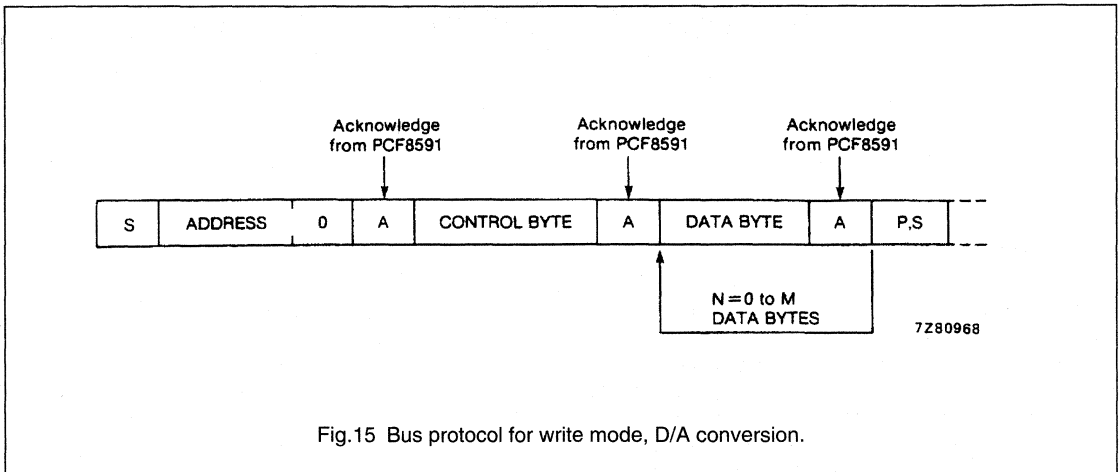 Acknowledge
from PCF8591
Acknowledge
from PCF8591
Acknowledge
from PCF8591
S ADDRESS 0 A CONTROL BYTE A DATA BYTE A P,S
N=0 to M
DATA BYTES
7Z80968
Fig.15 Bus protocol for write mode, D/A conversion.